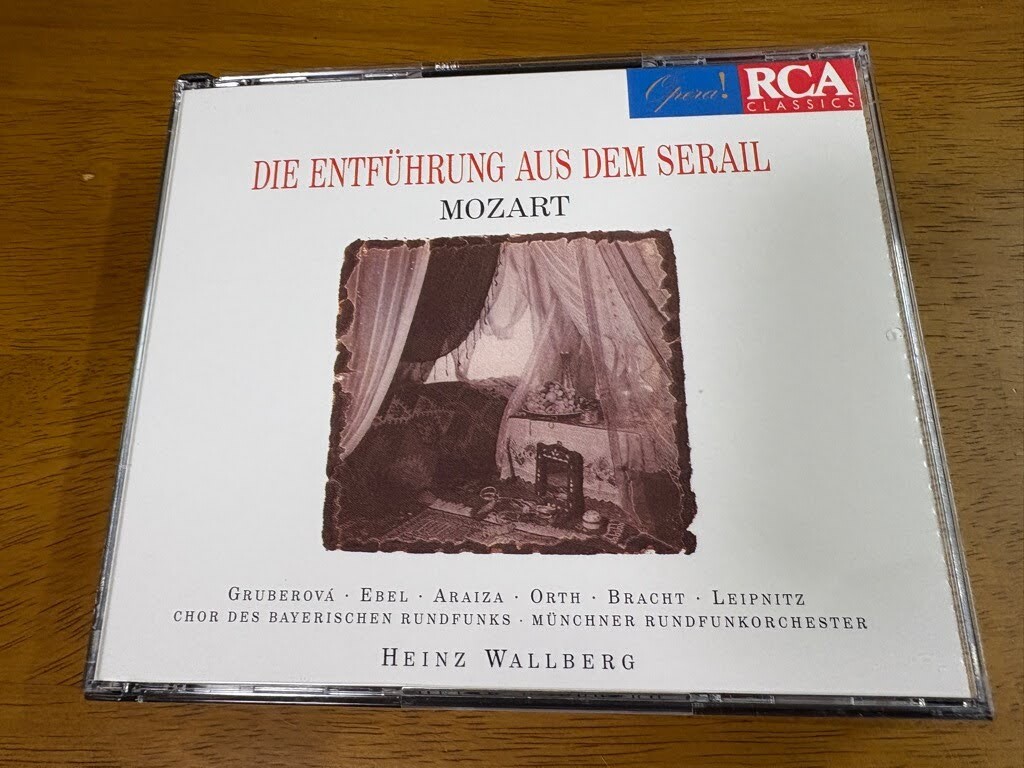 Opera!
RCA
CLASSICS
DIE ENTFÜHRUNG AUS DEM SERAIL
MOZART
GRUBEROVÁ · EBEL · ARAIZA · ORTH · BRACHT · LEIPNITZ
CHOR DES BAYERISCHEN RUNDFUNKS · MÜNCHNER RUNDFUNKORCHESTER
HEINZ WALLBERG